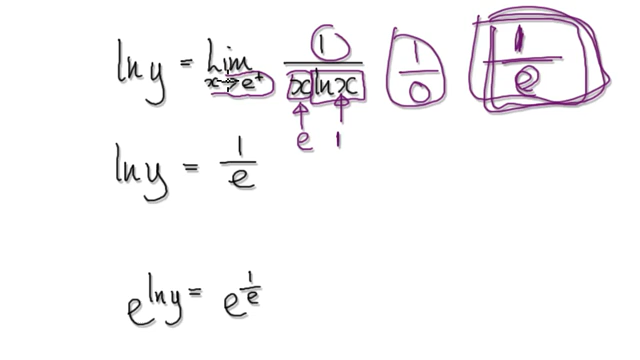 ln y = Lim x→e⁺ 1/(x ln x) 1/0 1/e
e 1
ln y = 1/e
e^(ln y) = e^(1/e)